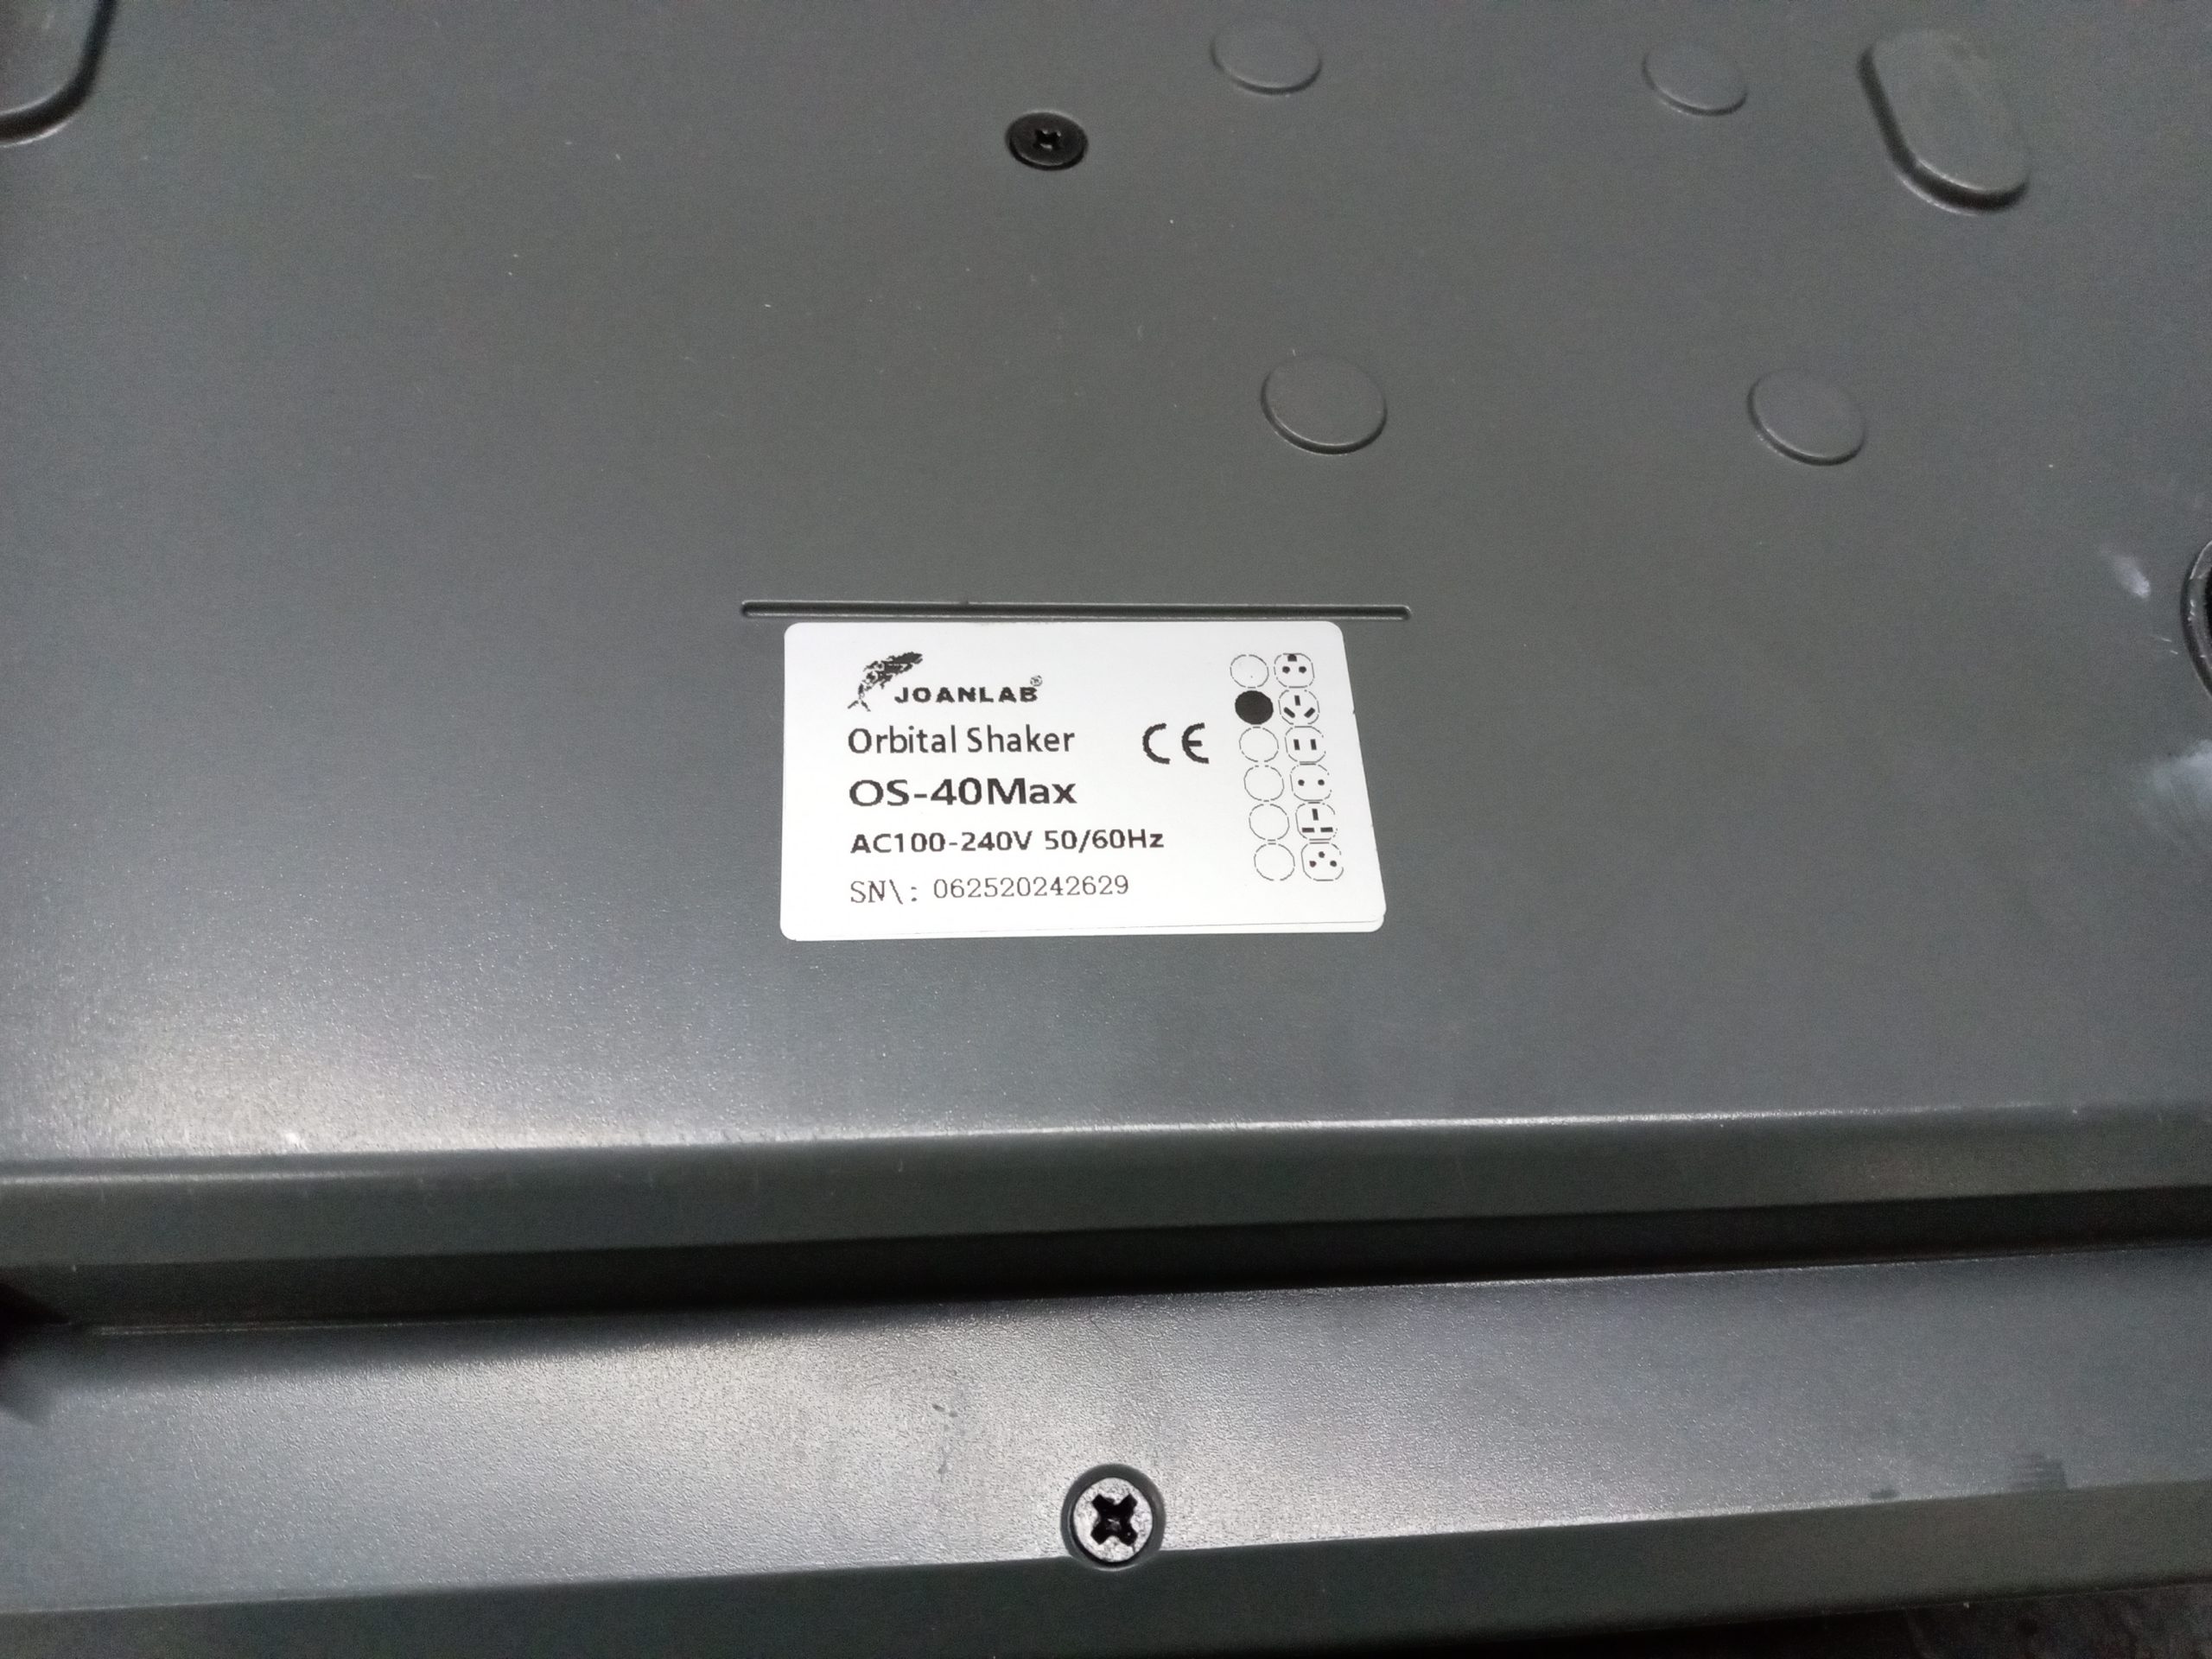 JOANLAB®
Orbital Shaker
CE
OS-40Max
AC100-240V 50/60Hz
SN\: 062520242629